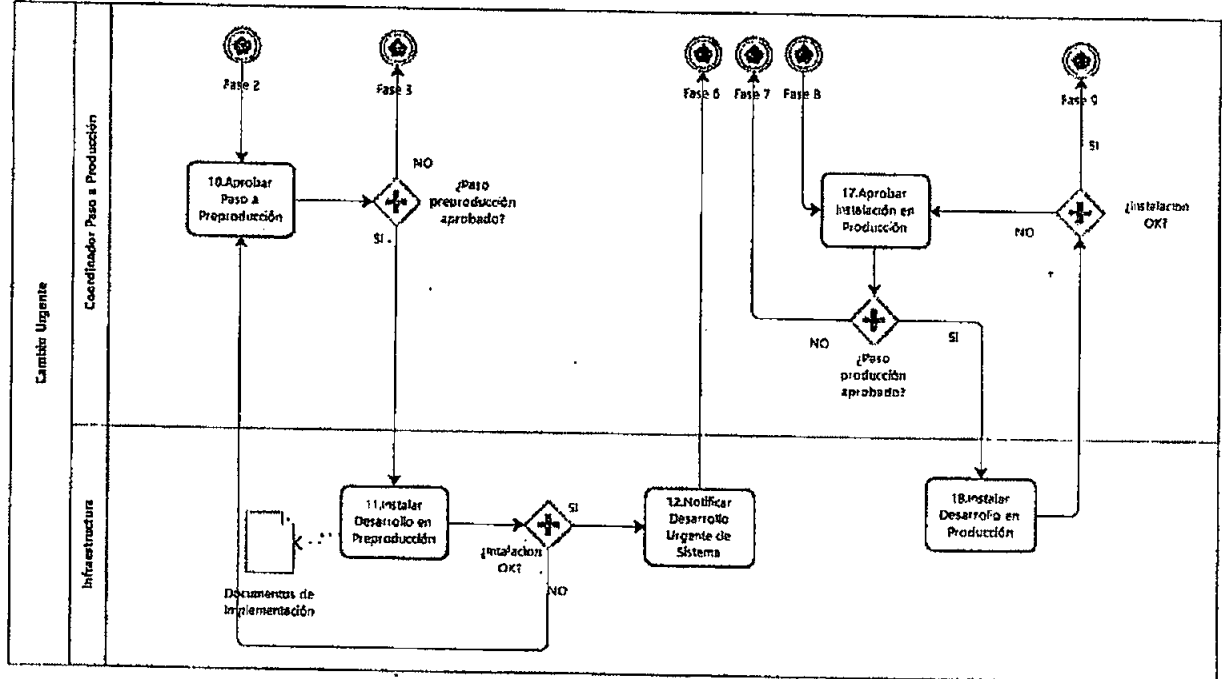 Cambio Urgente
Coordinador Paso a Producción
Fase 2
Fase 3
Fase 6
Fase 7
Fase 8
Fase 9
10.Aprobar
Paso a
Preproducción
NO
¿Paso
preproducción
aprobado?
SI
17.Aprobar
Instalación en
Producción
SI
NO
¿Instalacion
OK?
NO
SI
¿Paso
producción
aprobado?
Infraestructura
11.Instalar
Desarrollo en
Preproducción
Documentos de
Implementación
¿Intalacion
OK?
SI
NO
12.Notificar
Desarrollo
Urgente de
Sistema
18.Instalar
Desarrollo en
Producción